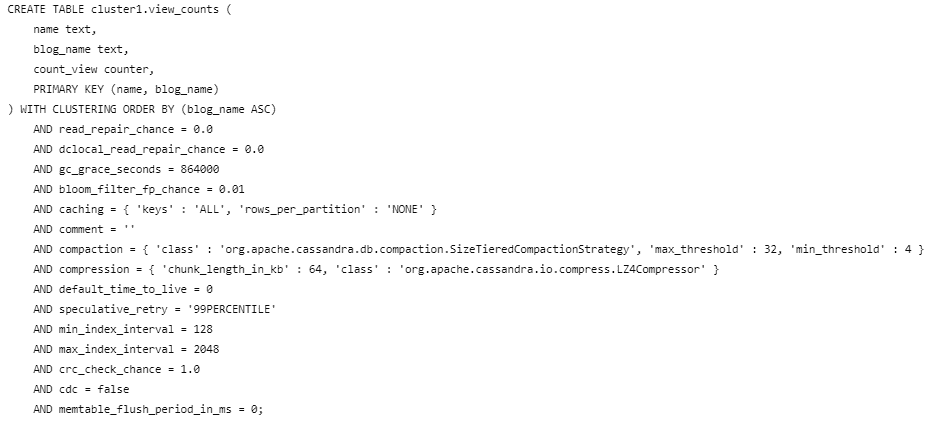 CREATE TABLE cluster1.view_counts (
    name text,
    blog_name text,
    count_view counter,
    PRIMARY KEY (name, blog_name)
) WITH CLUSTERING ORDER BY (blog_name ASC)
    AND read_repair_chance = 0.0
    AND dclocal_read_repair_chance = 0.0
    AND gc_grace_seconds = 864000
    AND bloom_filter_fp_chance = 0.01
    AND caching = { 'keys' : 'ALL', 'rows_per_partition' : 'NONE' }
    AND comment = ''
    AND compaction = { 'class' : 'org.apache.cassandra.db.compaction.SizeTieredCompactionStrategy', 'max_threshold' : 32, 'min_threshold' : 4 }
    AND compression = { 'chunk_length_in_kb' : 64, 'class' : 'org.apache.cassandra.io.compress.LZ4Compressor' }
    AND default_time_to_live = 0
    AND speculative_retry = '99PERCENTILE'
    AND min_index_interval = 128
    AND max_index_interval = 2048
    AND crc_check_chance = 1.0
    AND cdc = false
    AND memtable_flush_period_in_ms = 0;